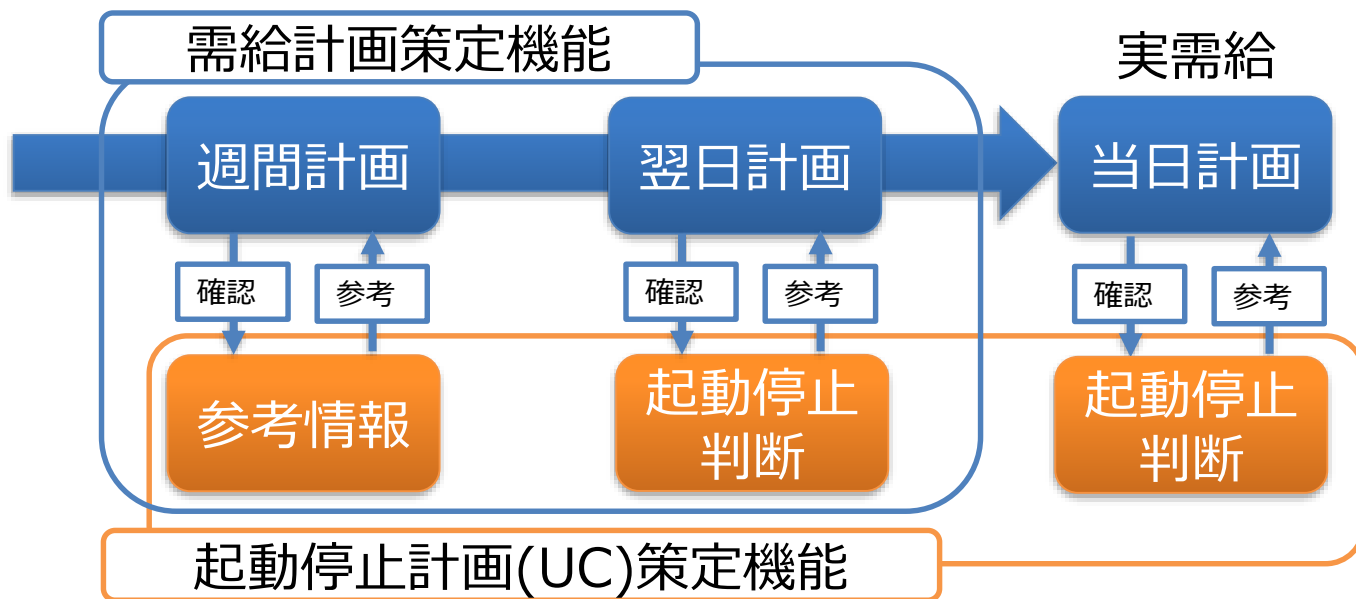 需給計画策定機能
実需給
週間計画
翌日計画
当日計画
確認
参考
確認
参考
確認
参考
参考情報
起動停止
判断
起動停止
判断
起動停止計画(UC)策定機能